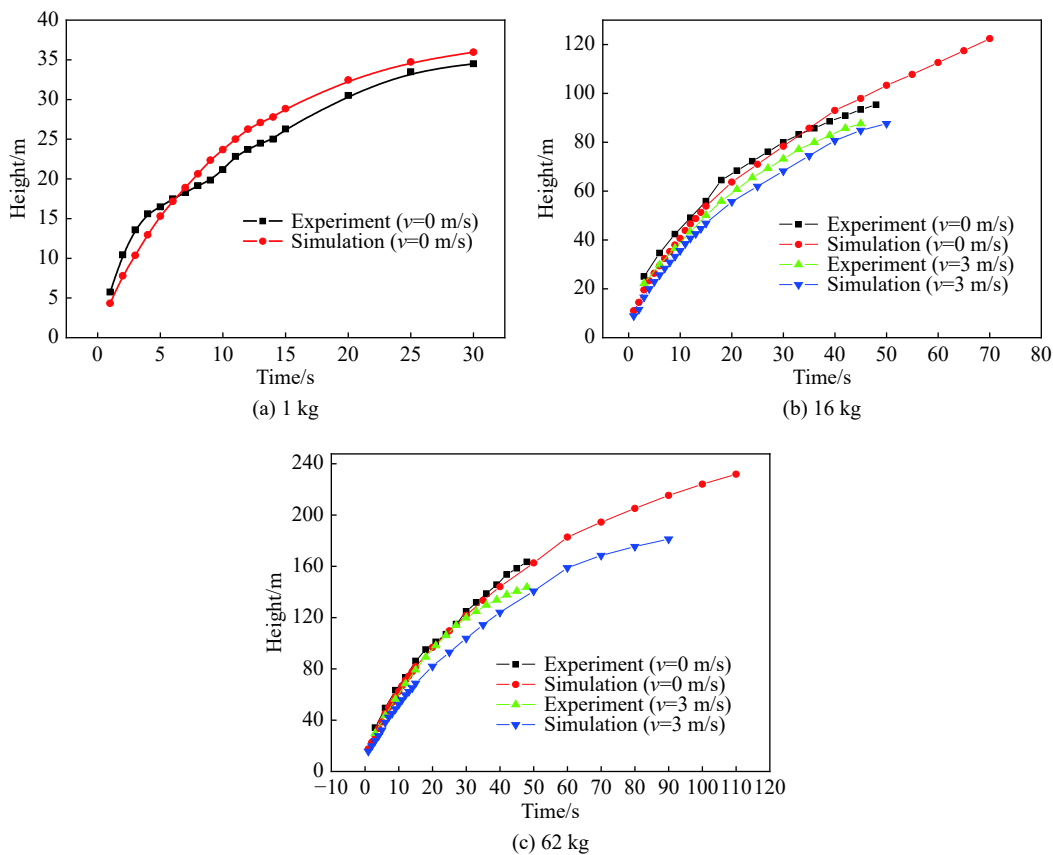 40
35
30
25
20
15
10
5
0
Height/m
Experiment (v=0 m/s)
Simulation (v=0 m/s)
0 5 10 15 20 25 30
Time/s
(a) 1 kg
120
100
80
60
40
20
0
Height/m
Experiment (v=0 m/s)
Simulation (v=0 m/s)
Experiment (v=3 m/s)
Simulation (v=3 m/s)
0 10 20 30 40 50 60 70 80
Time/s
(b) 16 kg
240
200
160
120
80
40
0
Height/m
Experiment (v=0 m/s)
Simulation (v=0 m/s)
Experiment (v=3 m/s)
Simulation (v=3 m/s)
−10 0 10 20 30 40 50 60 70 80 90 100 110 120
Time/s
(c) 62 kg